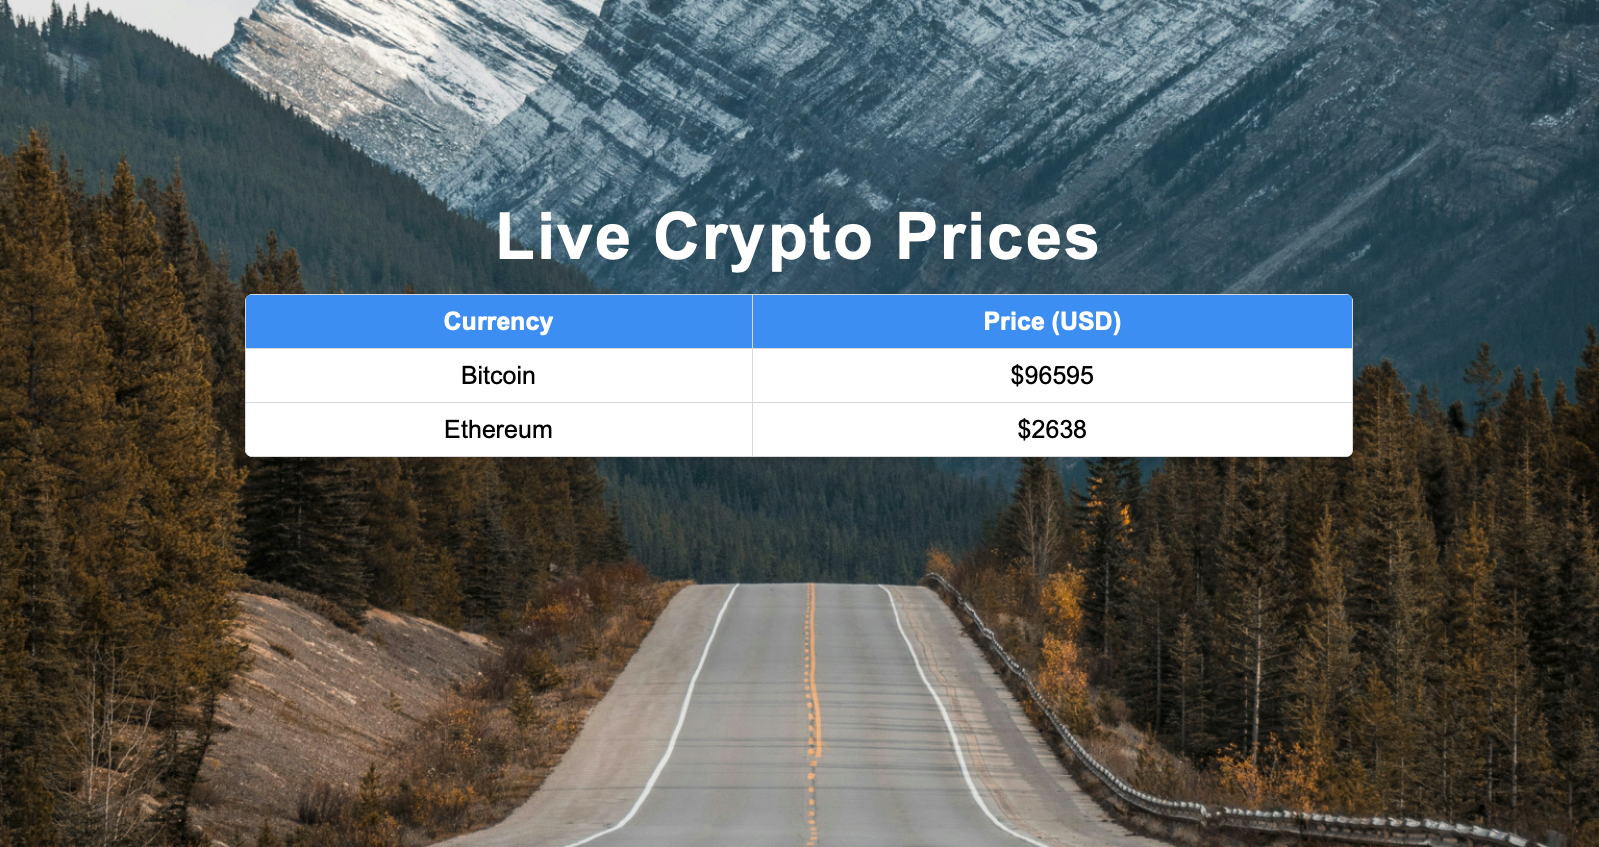 Live Crypto Prices
Currency Price (USD)
Bitcoin $96595
Ethereum $2638